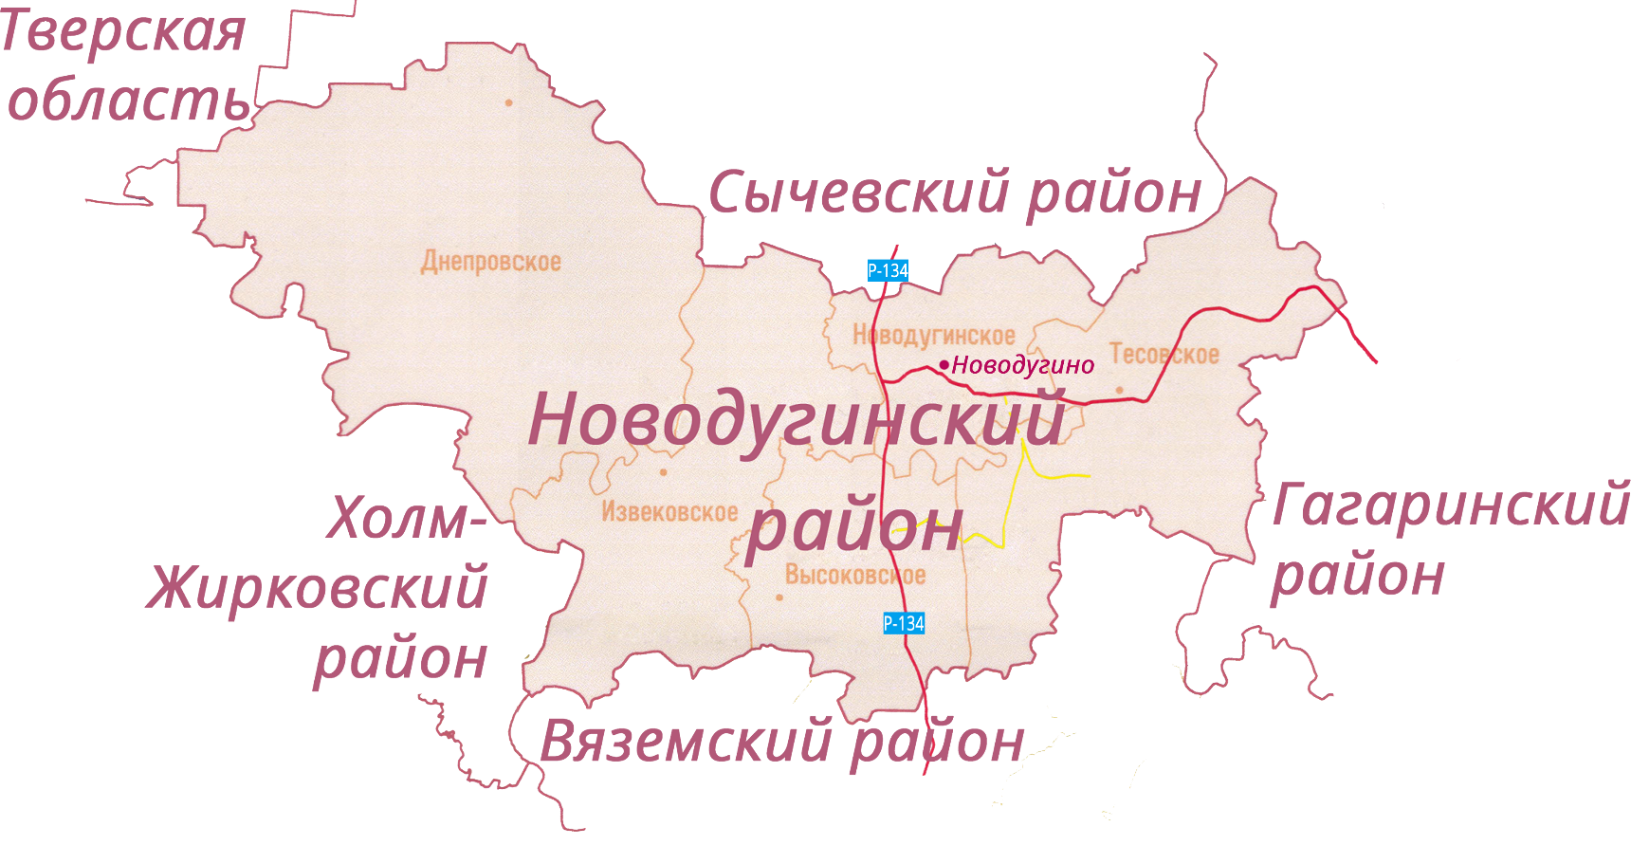 Тверская
область
Сычевский район
Днепровское
Р-134
Новодугинское
Тесовское
Новодугино
Новодугинский
район
Холм-
Жирковский
район
Извековское
Высоковское
Р-134
Гагаринский
район
Вяземский район